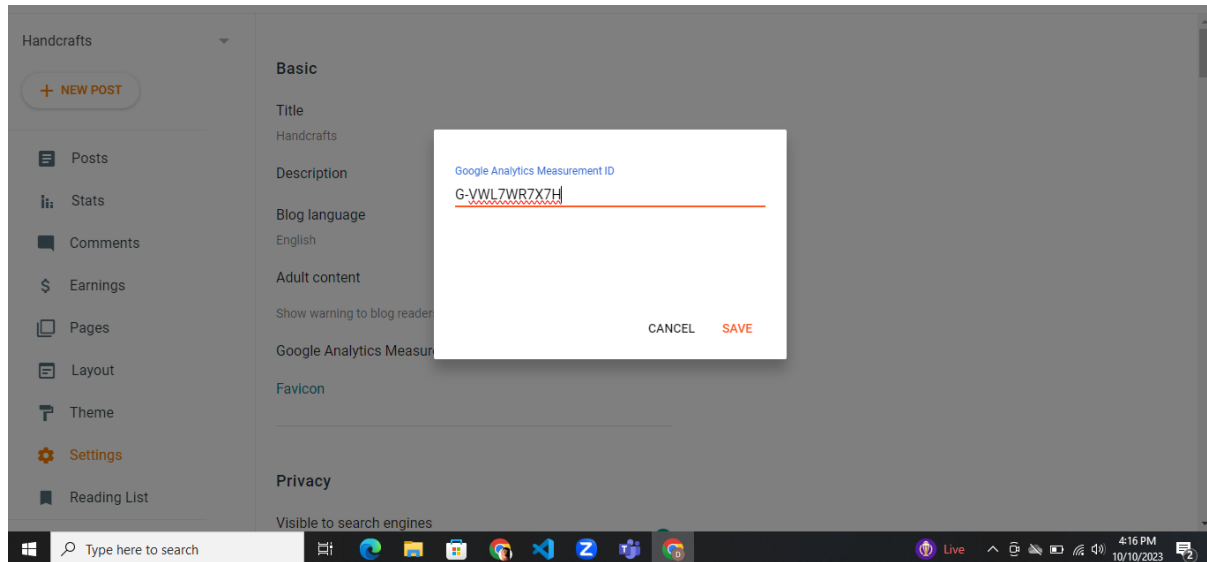 Handcrafts
NEW POST
Posts
Stats
Comments
Earnings
Pages
Layout
Theme
Settings
Reading List
Basic
Title
Handcrafts
Description
Blog language
English
Adult content
Show warning to blog reader
Google Analytics Measur
Favicon
Privacy
Visible to search engines
Google Analytics Measurement ID
G-VWL7WR7X7H
CANCEL SAVE
Type here to search
Live
4:16 PM
10/10/2023
2